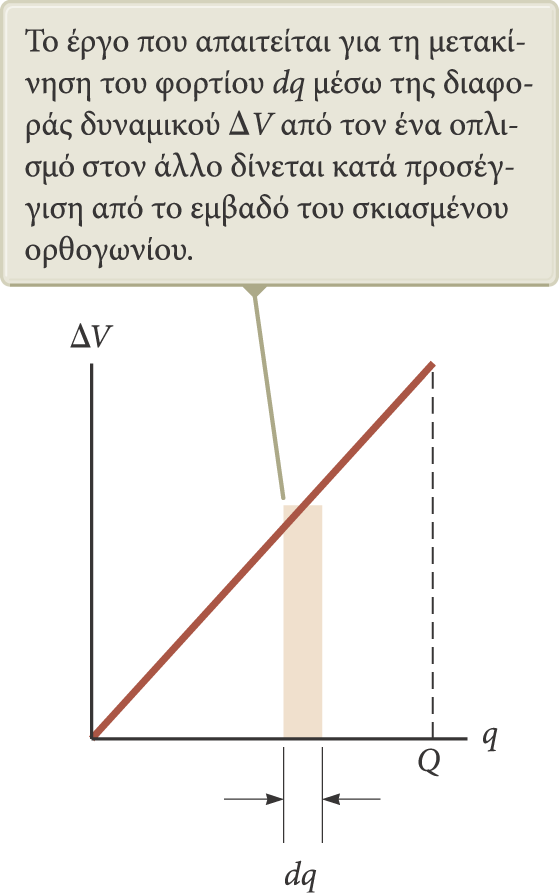 Το έργο που απαιτείται για τη μετακί-
νηση του φορτίου dq μέσω της διαφο-
ράς δυναμικού ΔV από τον ένα οπλι-
σμό στον άλλο δίνεται κατά προσέγ-
γιση από το εμβαδό του σκιασμένου
ορθογωνίου.
ΔV
q
Q
dq